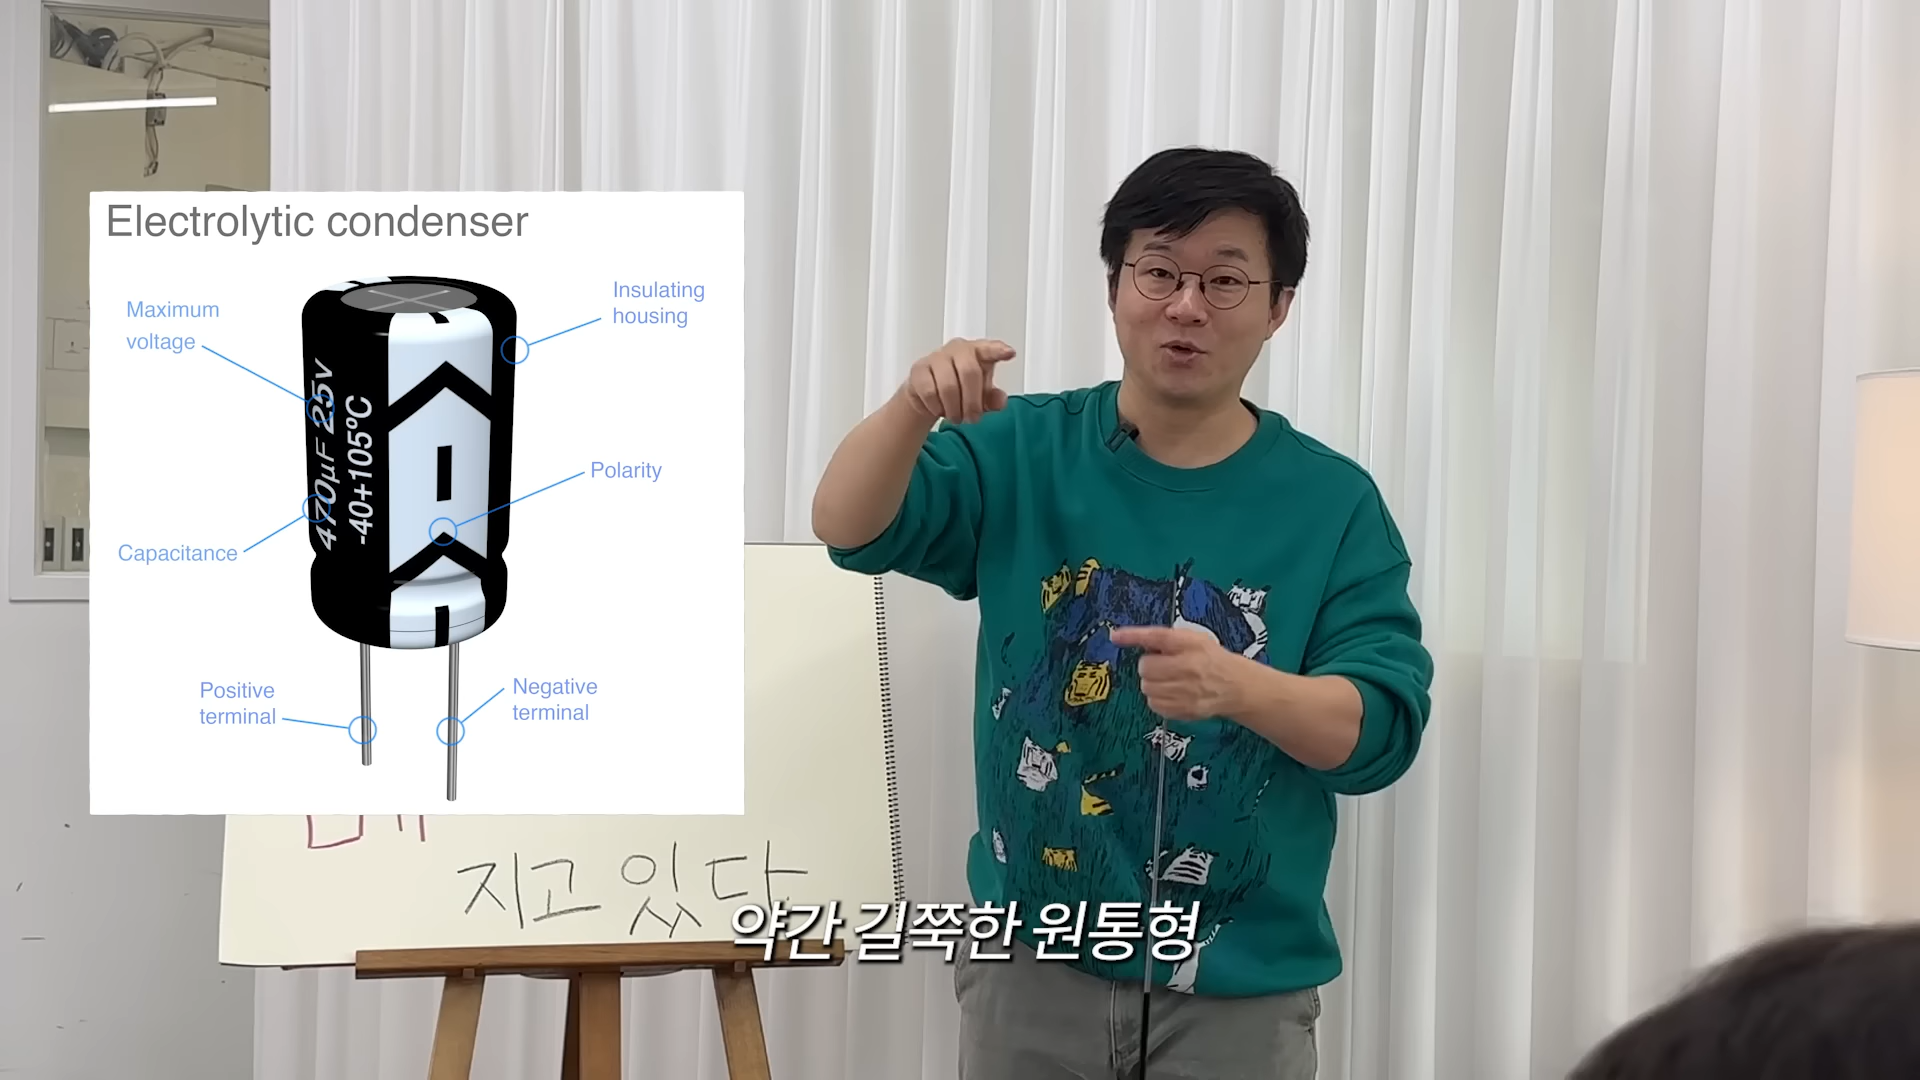 Electrolytic condenser
Maximum
voltage
Insulating
housing
470µF 25v
-40+105ºC
Polarity
Capacitance
Positive
terminal
Negative
terminal
지고 있다.
약간 길쭉한 원통형